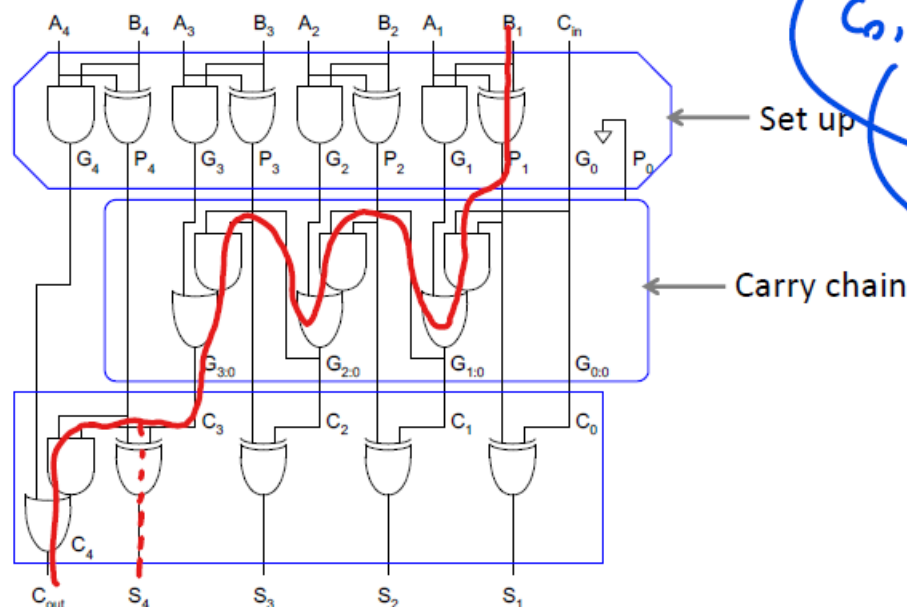 A4 B4 A3 B3 A2 B2 A1 B1 Cin
C0,
Set up
G4 P4 G3 P3 G2 P2 G1 P1 G0 P0
Carry chain
G3:0 G2:0 G1:0 G0:0
C3 C2 C1 C0
C4
Cout S4 S3 S2 S1